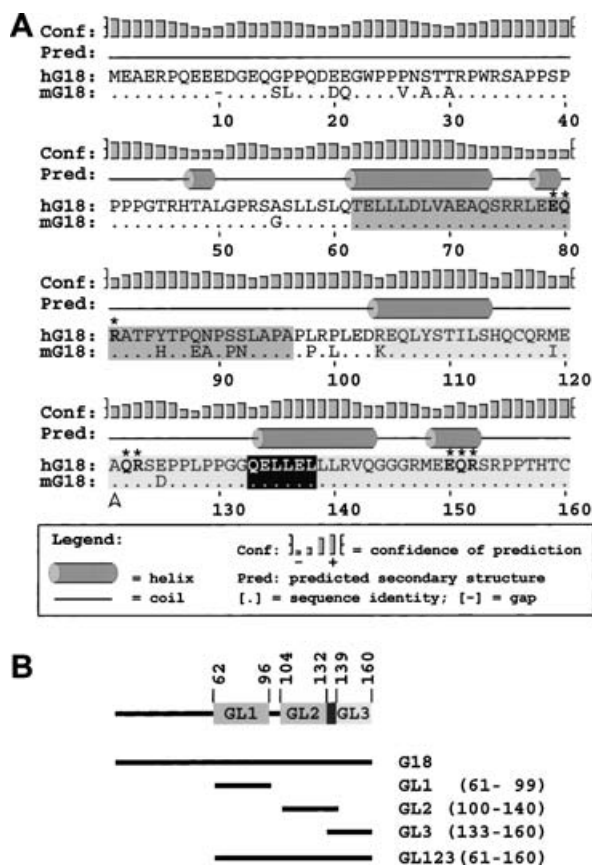 A
Conf:
Pred:
hG18: MEAERPQEEEDGEQGPPQDEEGWPPPNSTTRPWRSAPPSP
mG18: .........-....SL...DQ....V.A.A..........
10 20 30 40
Conf:
Pred:
* *
hG18: PPPGTRHTALGPRSASLLSLQTELLLDLVAEAQSRRLEEQ
mG18: ..............G.........................
50 60 70 80
Conf:
Pred:
*
hG18: RATFYTPQNPSSLAPAPLRPLEDREQLYSTILSHQCQRME
mG18: ....H..EA.PN.....P.L...K..............I.
90 100 110 120
Conf:
Pred:
** ***
hG18: AQRSEPPLPPGGQELLELLLRVQGGGRMEEQRSRPPTHTC
mG18: ....D...................................
130 140 150 160
Legend:
= helix
= coil
Conf: - + = confidence of prediction
Pred: predicted secondary structure
[.] = sequence identity; [-] = gap
B
62 96 104 132 139 160
GL1 GL2 GL3
G18
GL1 (61- 99)
GL2 (100-140)
GL3 (133-160)
GL123 (61-160)